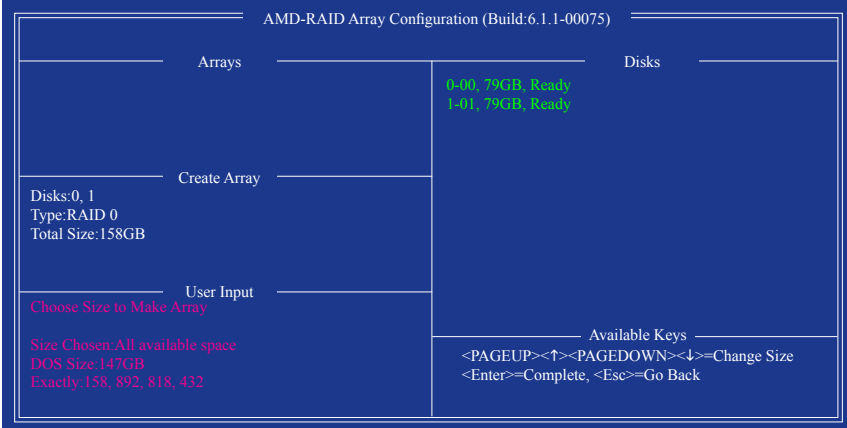 AMD-RAID Array Configuration (Build:6.1.1-00075)
Arrays
Disks
0-00, 79GB, Ready
1-01, 79GB, Ready
Create Array
Disks:0, 1
Type:RAID 0
Total Size:158GB
User Input
Choose Size to Make Array
Size Chosen:All available space
DOS Size:147GB
Exactly:158, 892, 818, 432
Available Keys
<PAGEUP><↑><PAGEDOWN><↓>=Change Size
<Enter>=Complete, <Esc>=Go Back